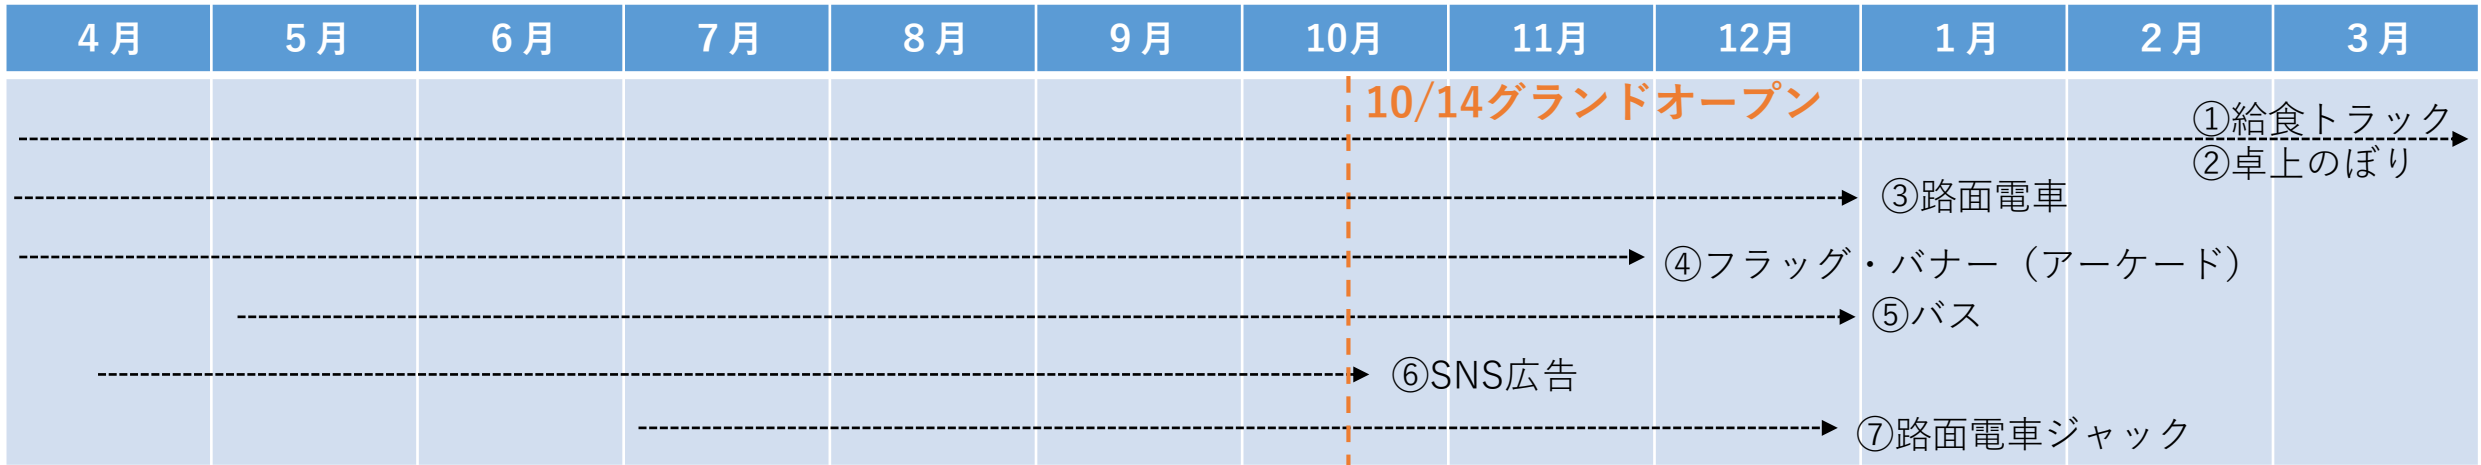 4月 5月 6月 7月 8月 9月 10月 11月 12月 1月 2月 3月
10/14グランドオープン
①給食トラック
②卓上のぼり
③路面電車
④フラッグ・バナー（アーケード）
⑤バス
⑥SNS広告
⑦路面電車ジャック